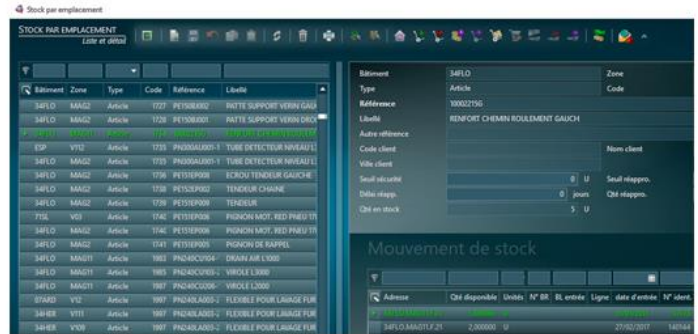 Stock par emplacement
STOCK PAR EMPLACEMENT
Liste et détail
Bâtiment Zone Type Code Référence Libellé
34FLO MAG2 Article 1727 PE150BJ002 PATTE SUPPORT VERIN GAU
34FLO MAG2 Article 1728 PE150BJ001 PATTE SUPPORT VERIN DROI
ESP V112 Article 1735 PN000AU001-1 TUBE DETECTEUR NIVEAU L
34FLO MAG2 Article 1735 PN000AU001-1 TUBE DETECTEUR NIVEAU L
34FLO MAG2 Article 1736 PE151EP008 ECROU TENDEUR GAUCHE
34FLO MAG2 Article 1738 PE152EP002 TENDEUR CHAINE
34FLO MAG2 Article 1739 PE151EP009 TENDEUR
71SL V03 Article 1740 PE151EP006 PIGNON MOT. RED PNEU
34FLO MAG2 Article 1740 PE151EP006 PIGNON MOT. RED PNEU
34FLO MAG2 Article 1741 PE151EP005 PIGNON DE RAPPEL
34FLO MAG11 Article 1983 DRAIN AIR L1000
34FLO MAG11 Article 1985 VIROLE L3000
34FLO MAG11 Article 1987 VIROLE L2000
07ARD V12 Article 1997 FLEXIBLE POUR LAVAGE FUR
34HER V111 Article 1997 FLEXIBLE POUR LAVAGE FUR
34HER V109 Article 1997 FLEXIBLE POUR LAVAGE FUR
Bâtiment 34FLO Zone
Type Article Code
Référence 10002215G
Libellé RENFORT CHEMIN ROULEMENT GAUCH
Autre référence
Code client Nom client
Ville client
Seuil sécurité 0 U Seuil réappro.
Délai réapp. 0 jours Qté réappro.
Qté en stock 5 U
Mouvement de stock
Adresse Qté disponible Unités N° BR BL entrée Ligne date d'entrée N° ident.
34FLO.MAG11.F.21 2,000000 U 27/02/2017